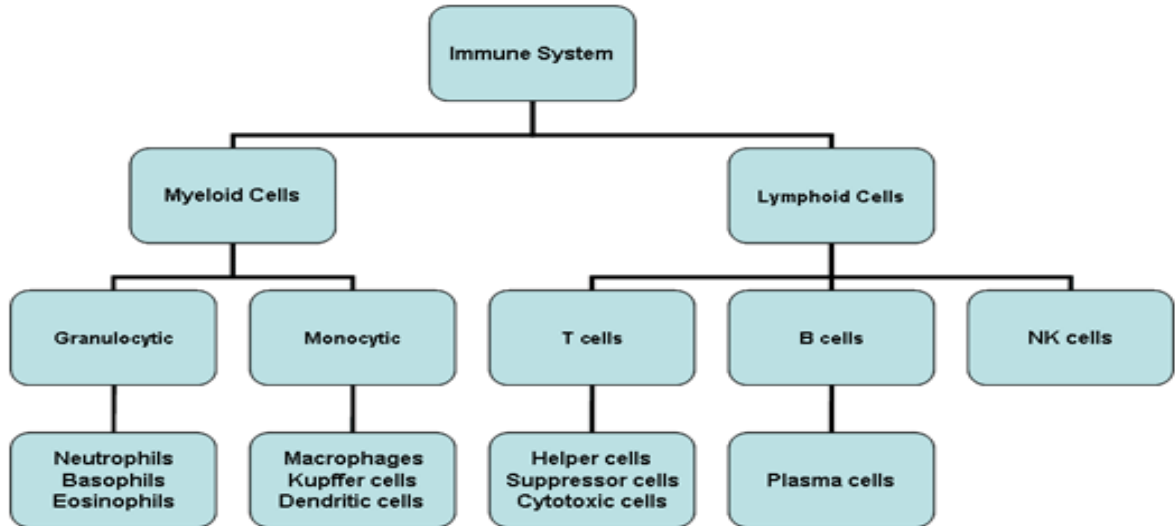 Immune System
Myeloid Cells
Lymphoid Cells
Granulocytic
Monocytic
T cells
B cells
NK cells
Neutrophils
Basophils
Eosinophils
Macrophages
Kupffer cells
Dendritic cells
Helper cells
Suppressor cells
Cytotoxic cells
Plasma cells